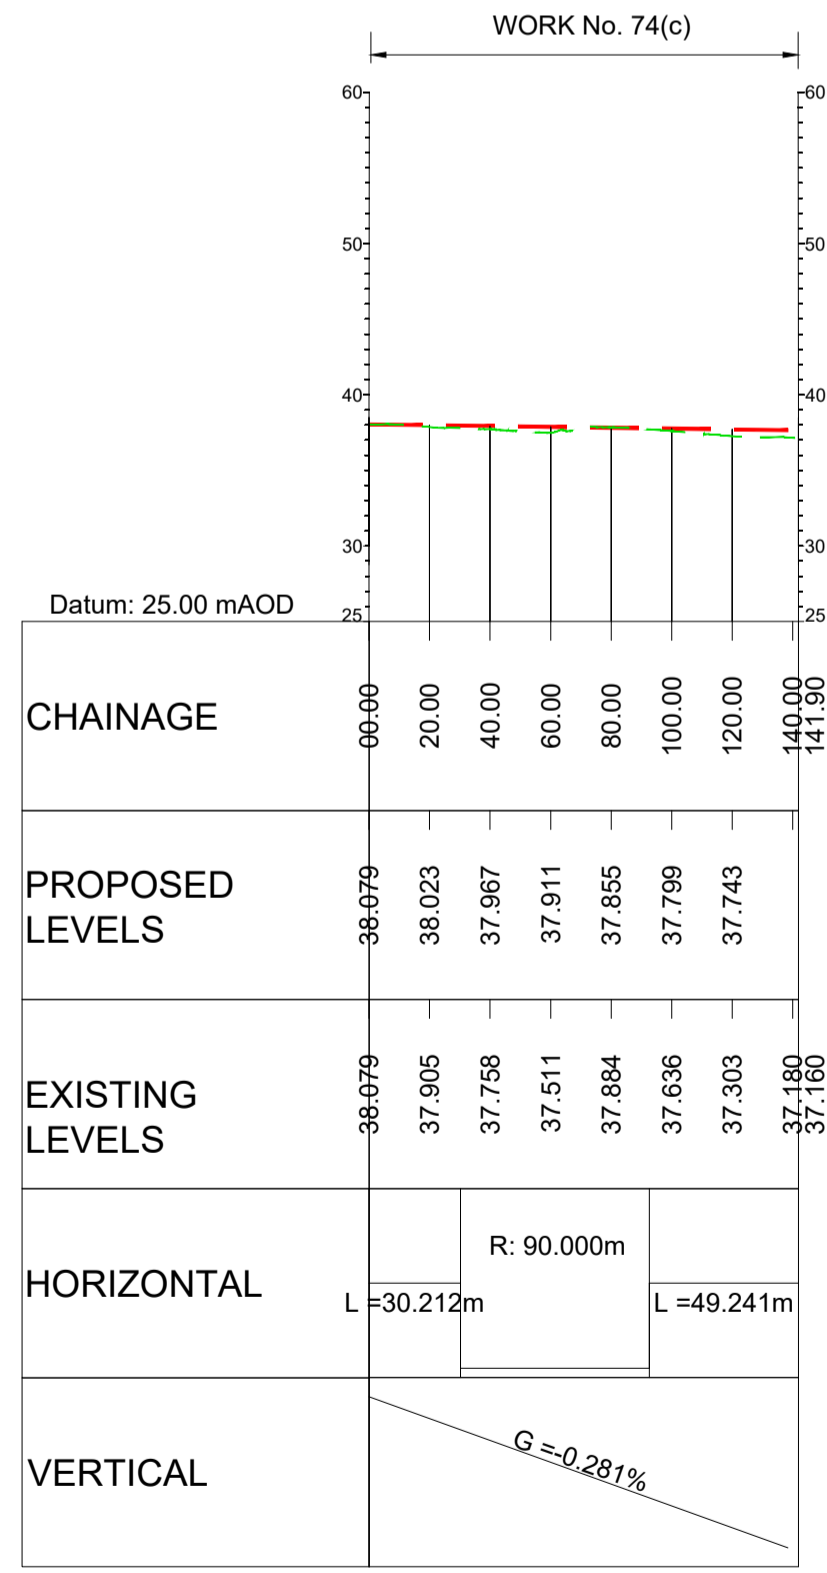 WORK No. 74(c)
60 60
50 50
40 40
30 30
Datum: 25.00 mAOD
25 25
CHAINAGE
00.00 20.00 40.00 60.00 80.00 100.00 120.00 140.00 141.90
PROPOSED
LEVELS
38.079 38.023 37.967 37.911 37.855 37.799 37.743
EXISTING
LEVELS
38.079 37.905 37.758 37.511 37.884 37.636 37.303 37.180 37.160
HORIZONTAL
R: 90.000m
L =30.212m L =49.241m
VERTICAL
G =-0.281%